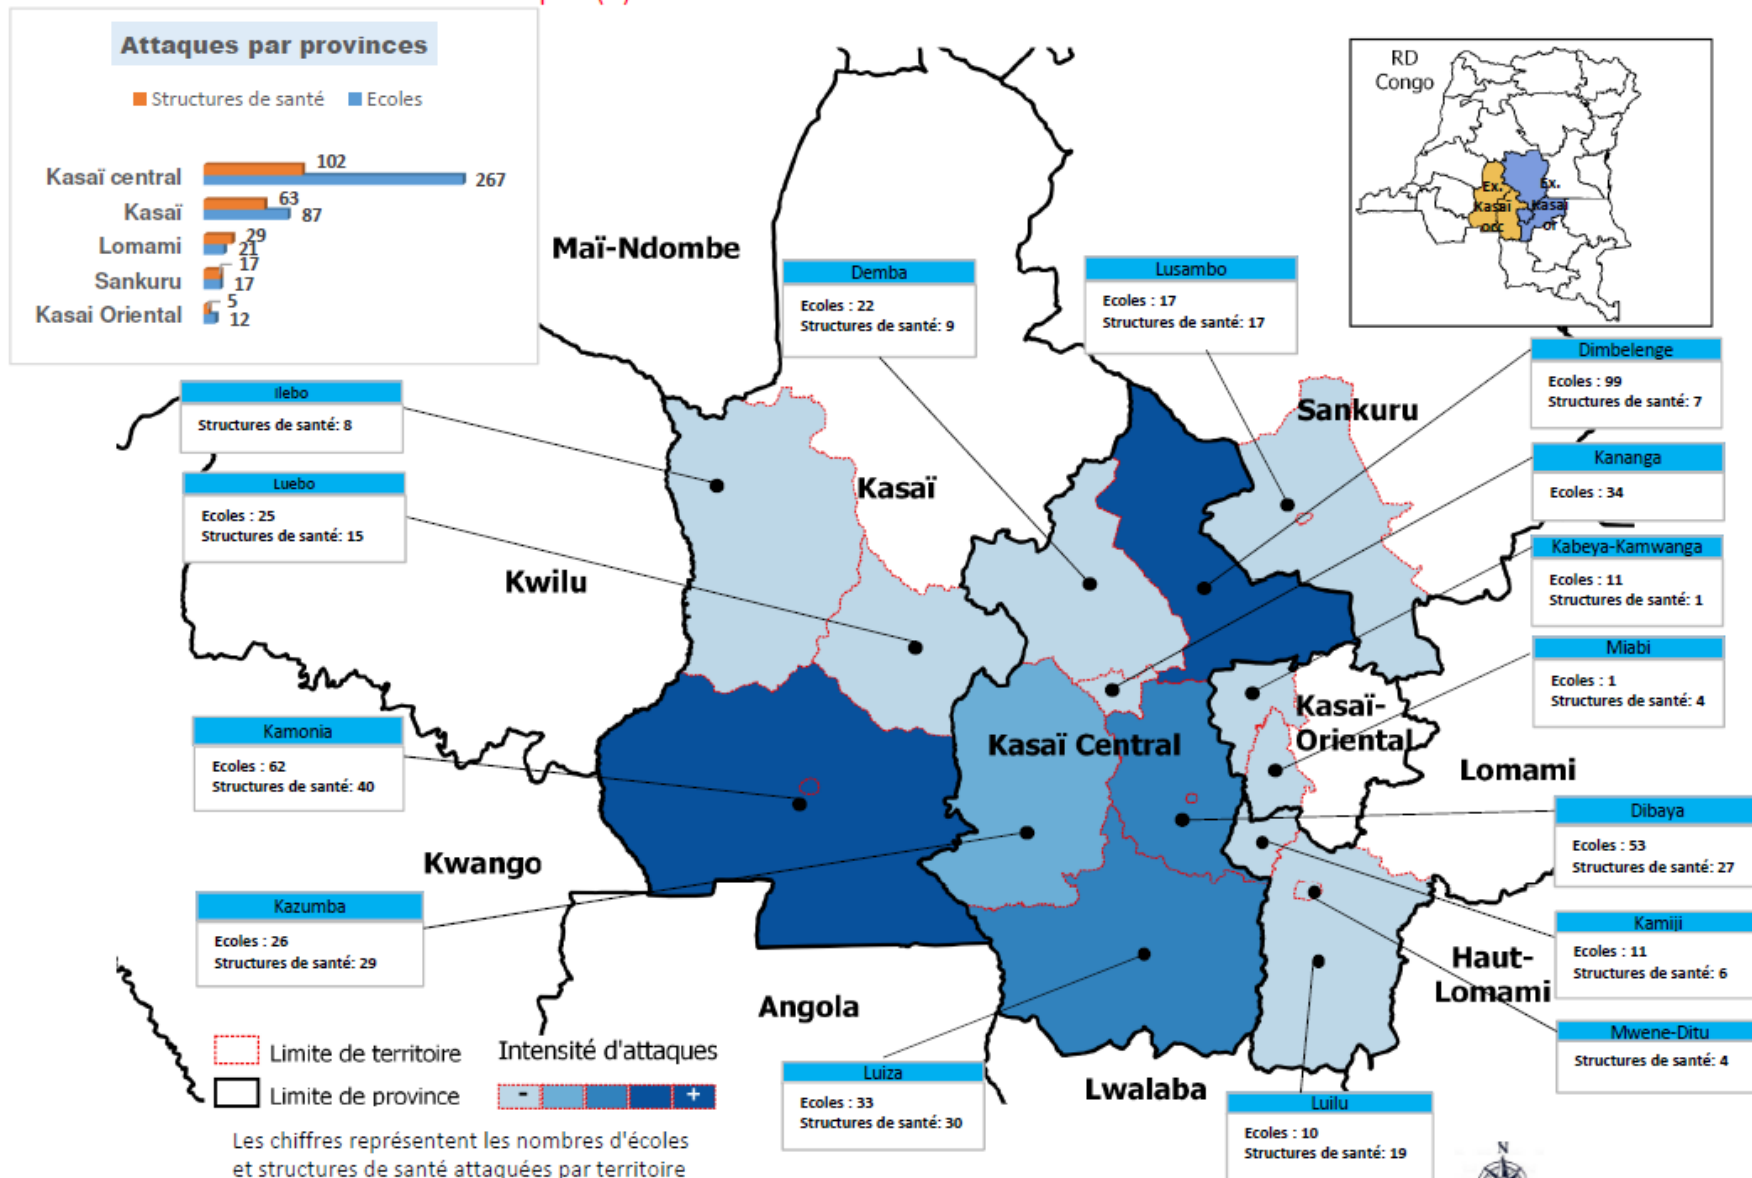 Attaques par provinces
Structures de santé
Ecoles
Kasaï central
102
267
Kasaï
63
87
Lomami
29
21
Sankuru
17
17
Kasai Oriental
5
12
RD
Congo
Ex.
Kasaï
occ
Ex.
Kasaï
or
Maï-Ndombe
Demba
Ecoles : 22
Structures de santé: 9
Lusambo
Ecoles : 17
Structures de santé: 17
Dimbelenge
Ecoles : 99
Structures de santé: 7
Ilebo
Structures de santé: 8
Sankuru
Kananga
Ecoles : 34
Luebo
Ecoles : 25
Structures de santé: 15
Kasaï
Kabeya-Kamwanga
Ecoles : 11
Structures de santé: 1
Kwilu
Miabi
Ecoles : 1
Structures de santé: 4
Kamonia
Ecoles : 62
Structures de santé: 40
Kasaï Central
Kasaï-
Oriental
Lomami
Dibaya
Ecoles : 53
Structures de santé: 27
Kwango
Kazumba
Ecoles : 26
Structures de santé: 29
Kamiji
Ecoles : 11
Structures de santé: 6
Haut-
Lomami
Angola
Mwene-Ditu
Structures de santé: 4
Limite de territoire
Limite de province
Intensité d'attaques
- +
Luiza
Ecoles : 33
Structures de santé: 30
Lwalaba
Luilu
Ecoles : 10
Structures de santé: 19
Les chiffres représentent les nombres d'écoles
et structures de santé attaquées par territoire
N